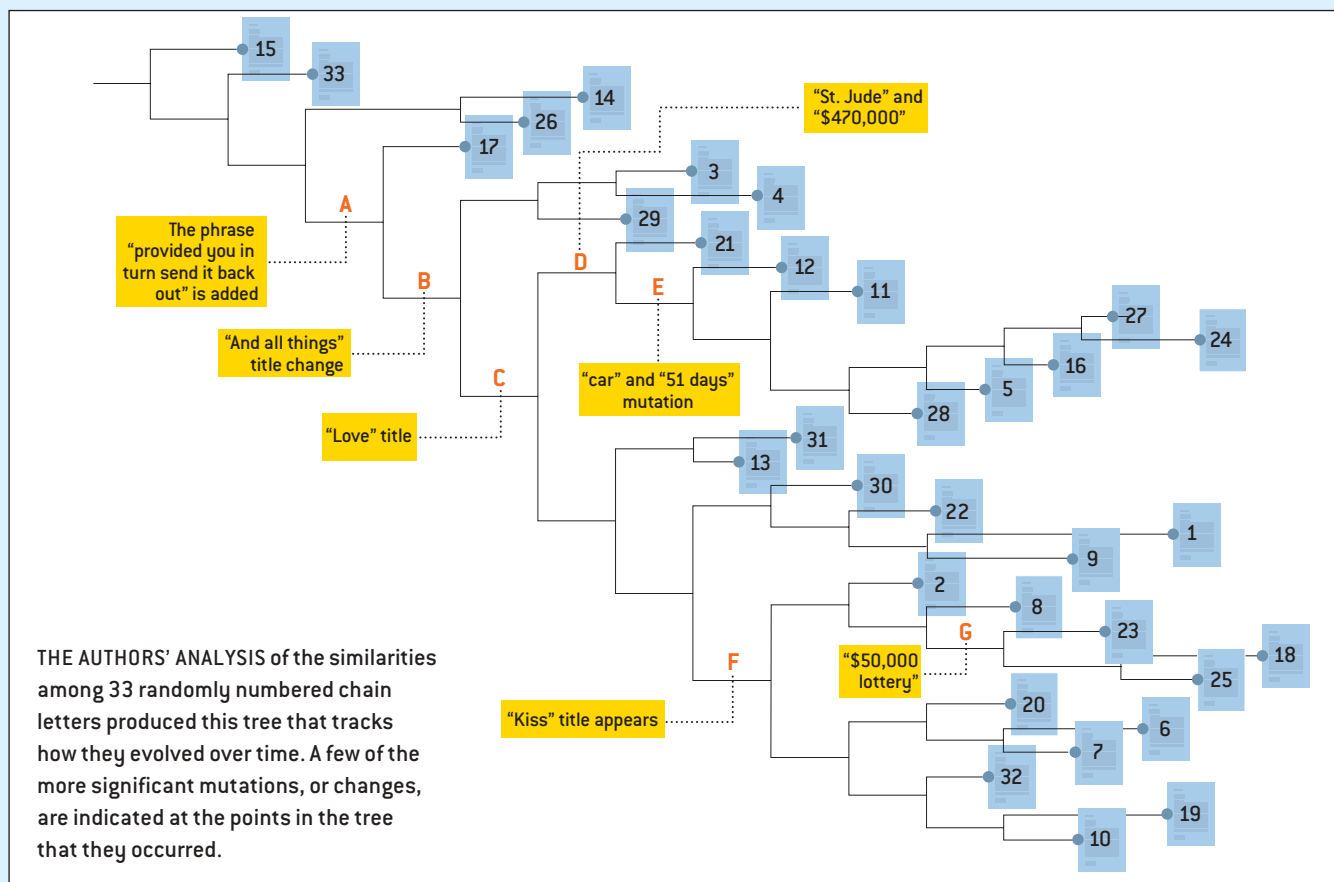 15
33
14
26
17
"St. Jude" and
"$470,000"
3
4
29
A
The phrase
"provided you in
turn send it back
out" is added
21
D
12
E
11
B
27
24
"And all things"
title change
16
5
28
C
"car" and "51 days"
mutation
"Love" title
31
13
30
22
1
9
2
8
G
23
18
25
"$50,000
lottery"
F
"Kiss" title appears
20
6
7
32
19
10
THE AUTHORS' ANALYSIS of the similarities
among 33 randomly numbered chain
letters produced this tree that tracks
how they evolved over time. A few of the
more significant mutations, or changes,
are indicated at the points in the tree
that they occurred.